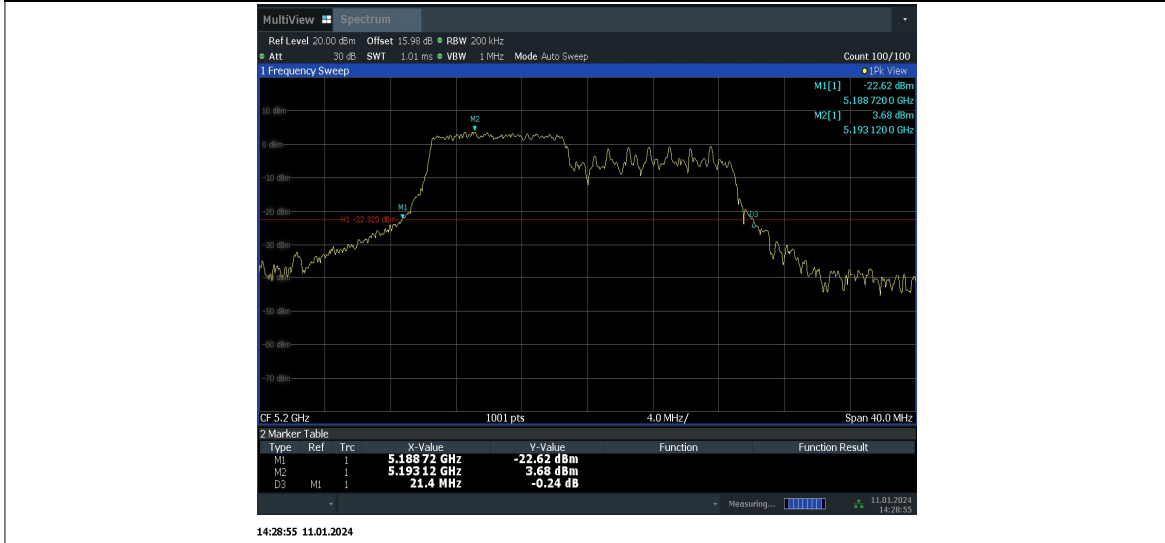 MultiView Spectrum
Ref Level 20.00 dBm Offset 15.98 dB RBW 200 kHz
Att 30 dB SWT 1.01 ms VBW 1 MHz Mode Auto Sweep Count 100/100
1 Frequency Sweep 1Pk View
M1[1] -22.62 dBm
5.188 720 0 GHz
M2[1] 3.68 dBm
5.193 120 0 GHz
10 dBm
M2
0 dBm
-10 dBm
M1
-20 dBm
H1 -22.320 dBm
D3
-30 dBm
-40 dBm
-50 dBm
-60 dBm
-70 dBm
CF 5.2 GHz 1001 pts 4.0 MHz/ Span 40.0 MHz
2 Marker Table
Type Ref Trc X-Value Y-Value Function Function Result
M1 1 5.188 72 GHz -22.62 dBm
M2 1 5.193 12 GHz 3.68 dBm
D3 M1 1 21.4 MHz -0.24 dB
Measuring... 11.01.2024
14:28:55
14:28:55 11.01.2024